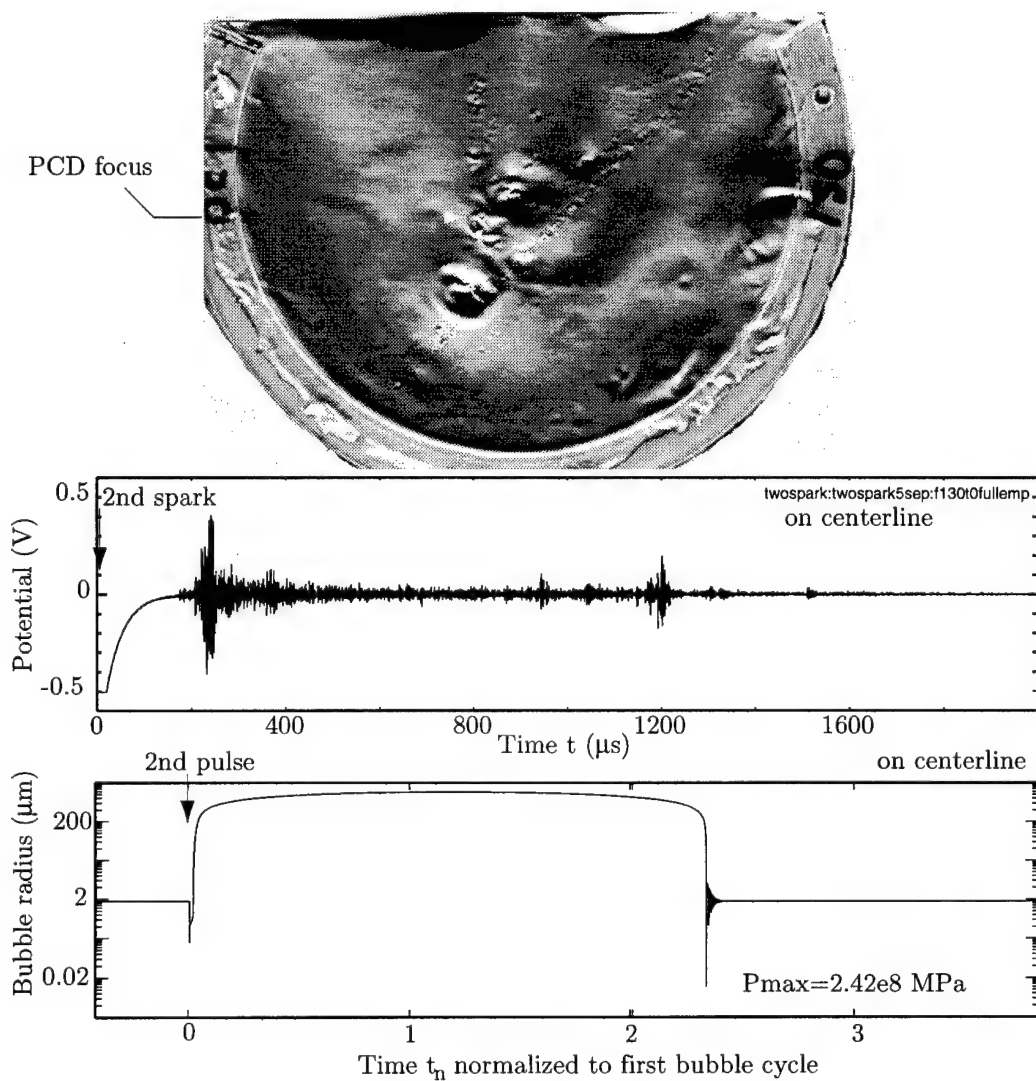 PCD focus
130
0.5
0
-0.5
Potential (V)
2nd spark
twospark:twospark5sep:f130t0fullemp
on centerline
0
400
800
1200
1600
Time t (μs)
2nd pulse
on centerline
Bubble radius (μm)
200
2
0.02
Pmax=2.42e8 MPa
0
1
2
3
Time tn normalized to first bubble cycle